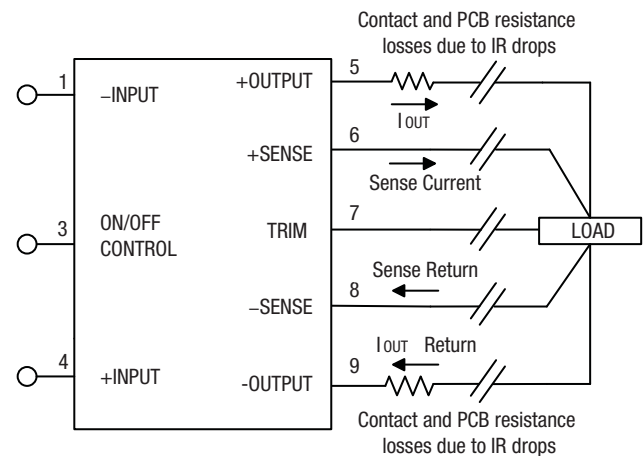 Contact and PCB resistance
losses due to IR drops
1
−INPUT
+OUTPUT
5
IOUT
6
+SENSE
Sense Current
3
ON/OFF
CONTROL
TRIM
7
LOAD
Sense Return
8
−SENSE
IOUT Return
4
+INPUT
-OUTPUT
9
Contact and PCB resistance
losses due to IR drops